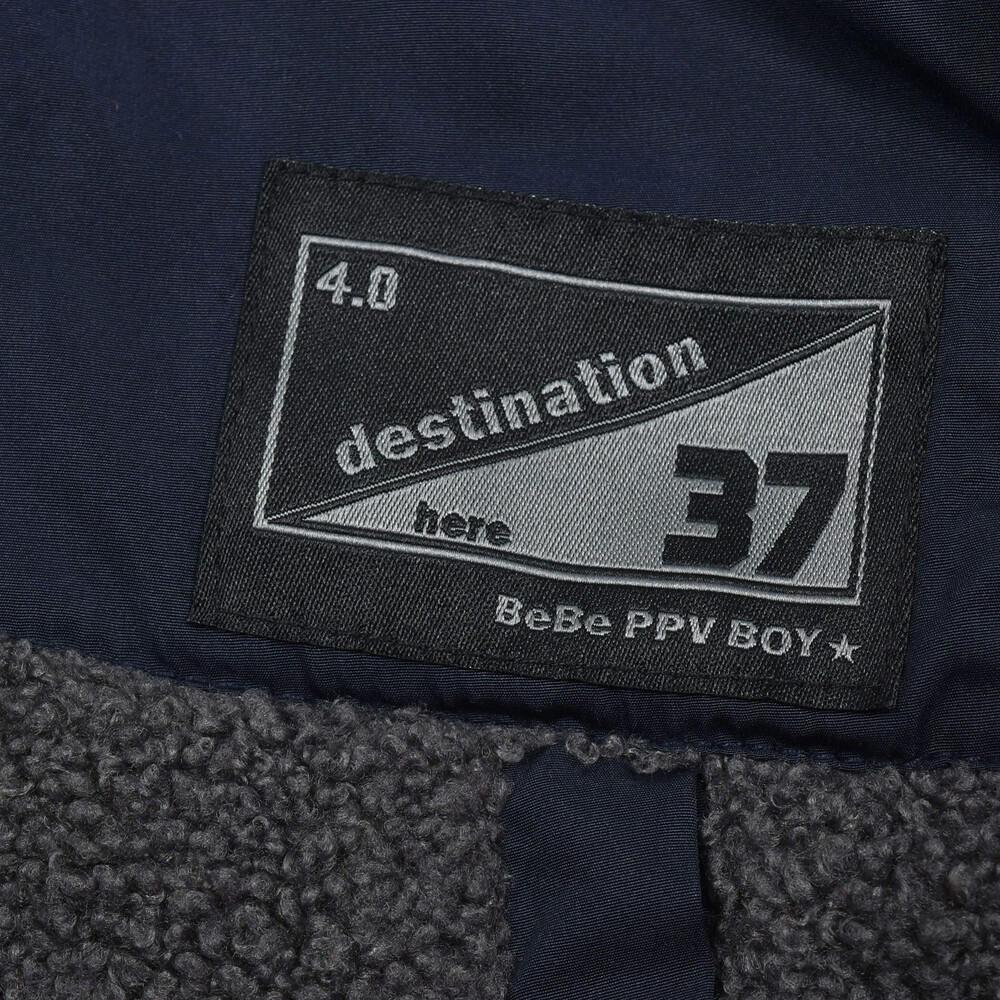 4.0
destination
here
37
BeBe PPV BOY★